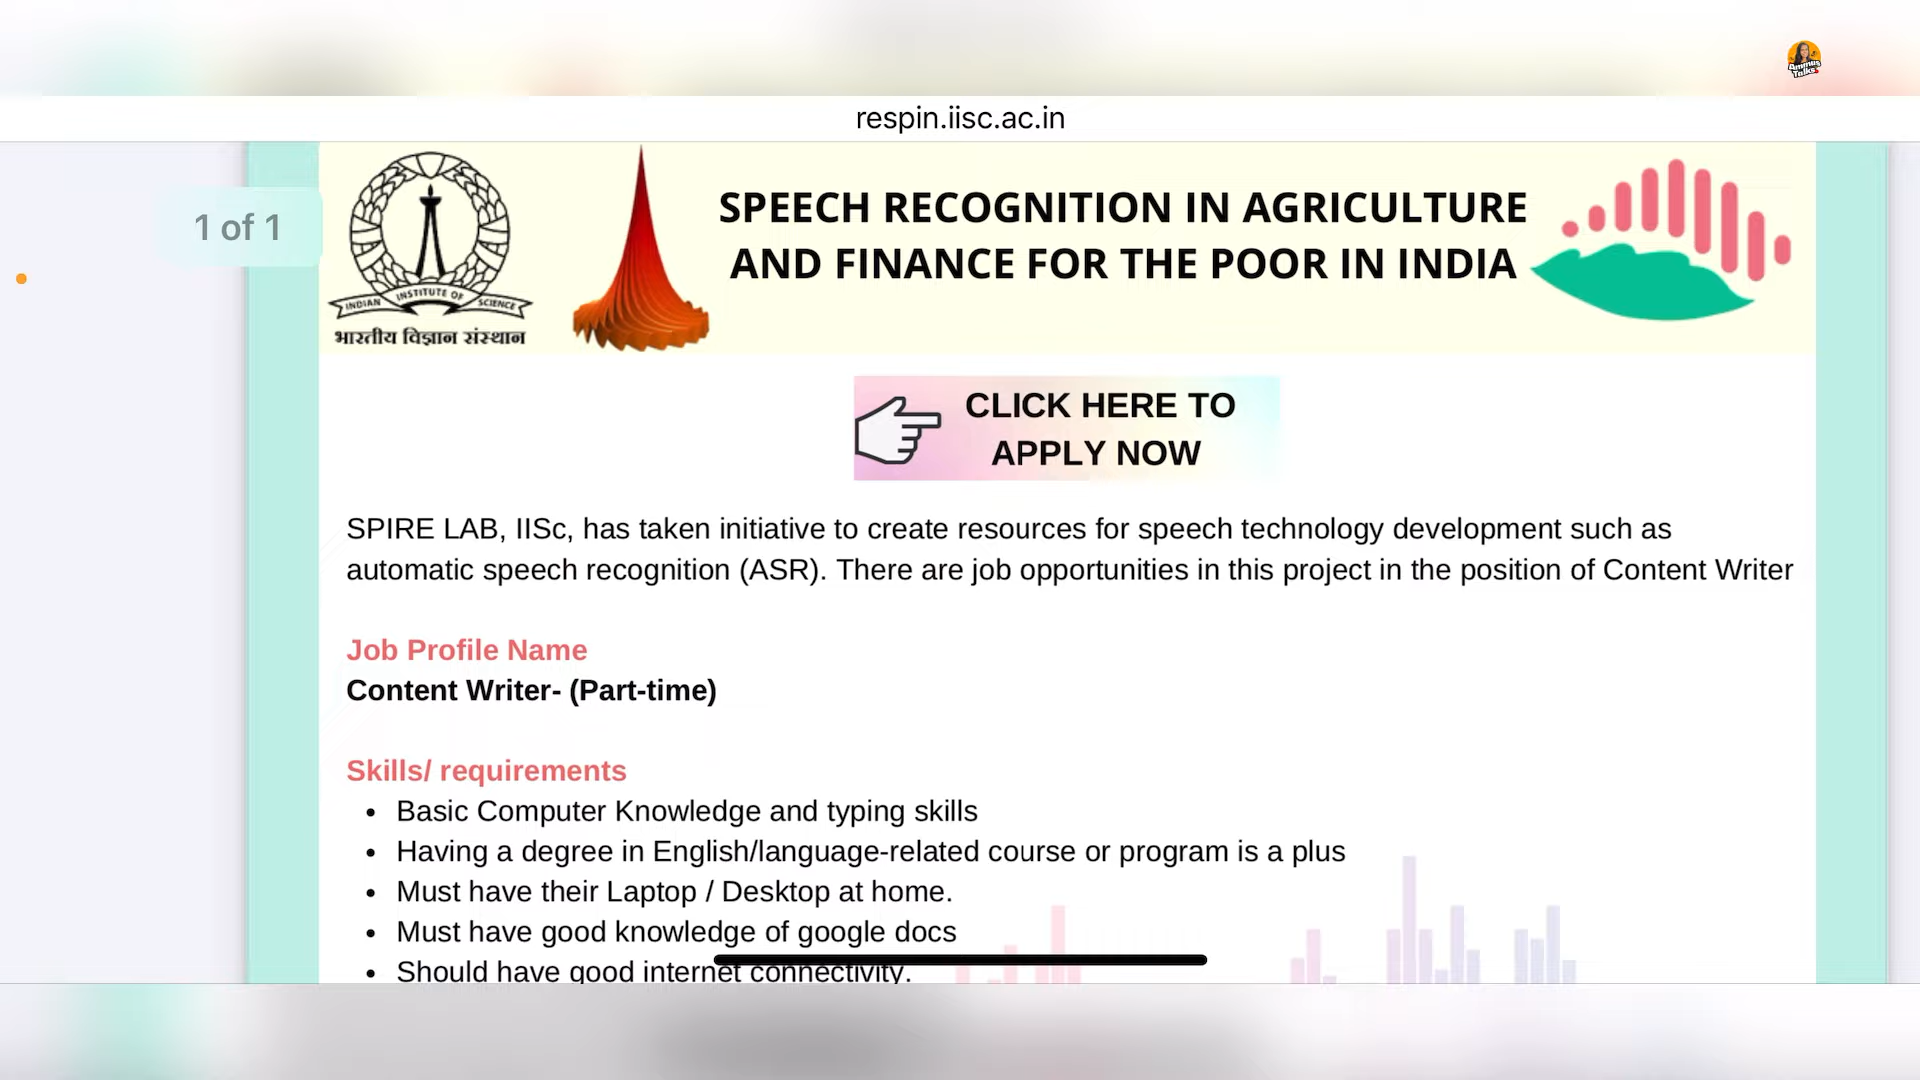 Ammus
Talks
respin.iisc.ac.in
1 of 1
INDIAN INSTITUTE OF SCIENCE
भारतीय विज्ञान संस्थान
SPEECH RECOGNITION IN AGRICULTURE
AND FINANCE FOR THE POOR IN INDIA
CLICK HERE TO
APPLY NOW
SPIRE LAB, IISc, has taken initiative to create resources for speech technology development such as
automatic speech recognition (ASR). There are job opportunities in this project in the position of Content Writer
Job Profile Name
Content Writer- (Part-time)
Skills/ requirements
• Basic Computer Knowledge and typing skills
• Having a degree in English/language-related course or program is a plus
• Must have their Laptop / Desktop at home.
• Must have good knowledge of google docs
• Should have good internet connectivity.